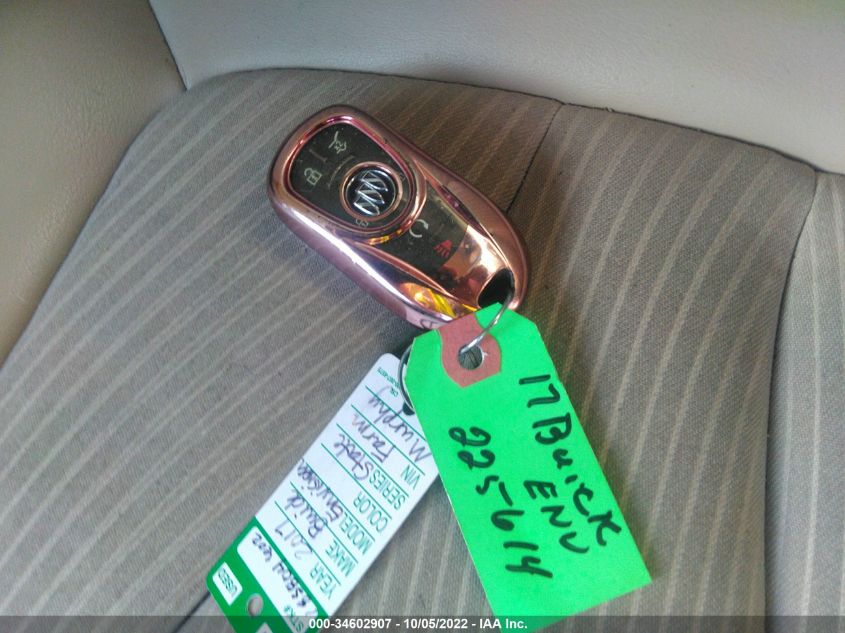 17 Buick
ENV
225-614
USED
YEAR 2017
MAKE Buick
MODEL Envision
COLOR
SERIES State
VIN Farm
Murphy
000-34602907 - 10/05/2022 - IAA Inc.